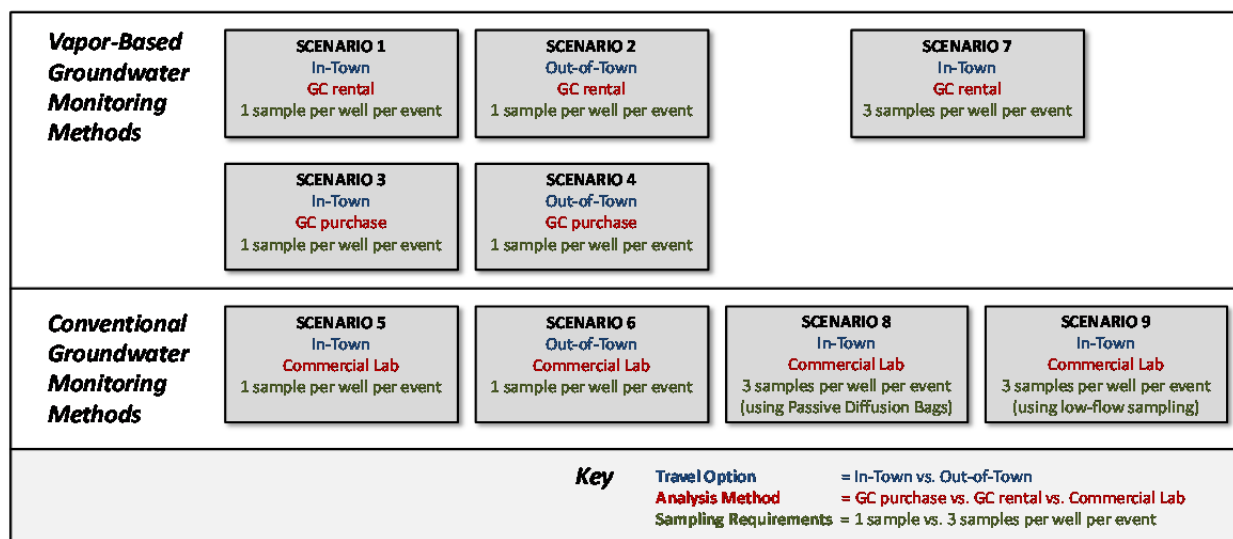 Vapor-Based
Groundwater
Monitoring
Methods
SCENARIO 1
In-Town
GC rental
1 sample per well per event
SCENARIO 2
Out-of-Town
GC rental
1 sample per well per event
SCENARIO 7
In-Town
GC rental
3 samples per well per event
SCENARIO 3
In-Town
GC purchase
1 sample per well per event
SCENARIO 4
Out-of-Town
GC purchase
1 sample per well per event
Conventional
Groundwater
Monitoring
Methods
SCENARIO 5
In-Town
Commercial Lab
1 sample per well per event
SCENARIO 6
Out-of-Town
Commercial Lab
1 sample per well per event
SCENARIO 8
In-Town
Commercial Lab
3 samples per well per event
(using Passive Diffusion Bags)
SCENARIO 9
In-Town
Commercial Lab
3 samples per well per event
(using low-flow sampling)
Key
Travel Option = In-Town vs. Out-of-Town
Analysis Method = GC purchase vs. GC rental vs. Commercial Lab
Sampling Requirements = 1 sample vs. 3 samples per well per event